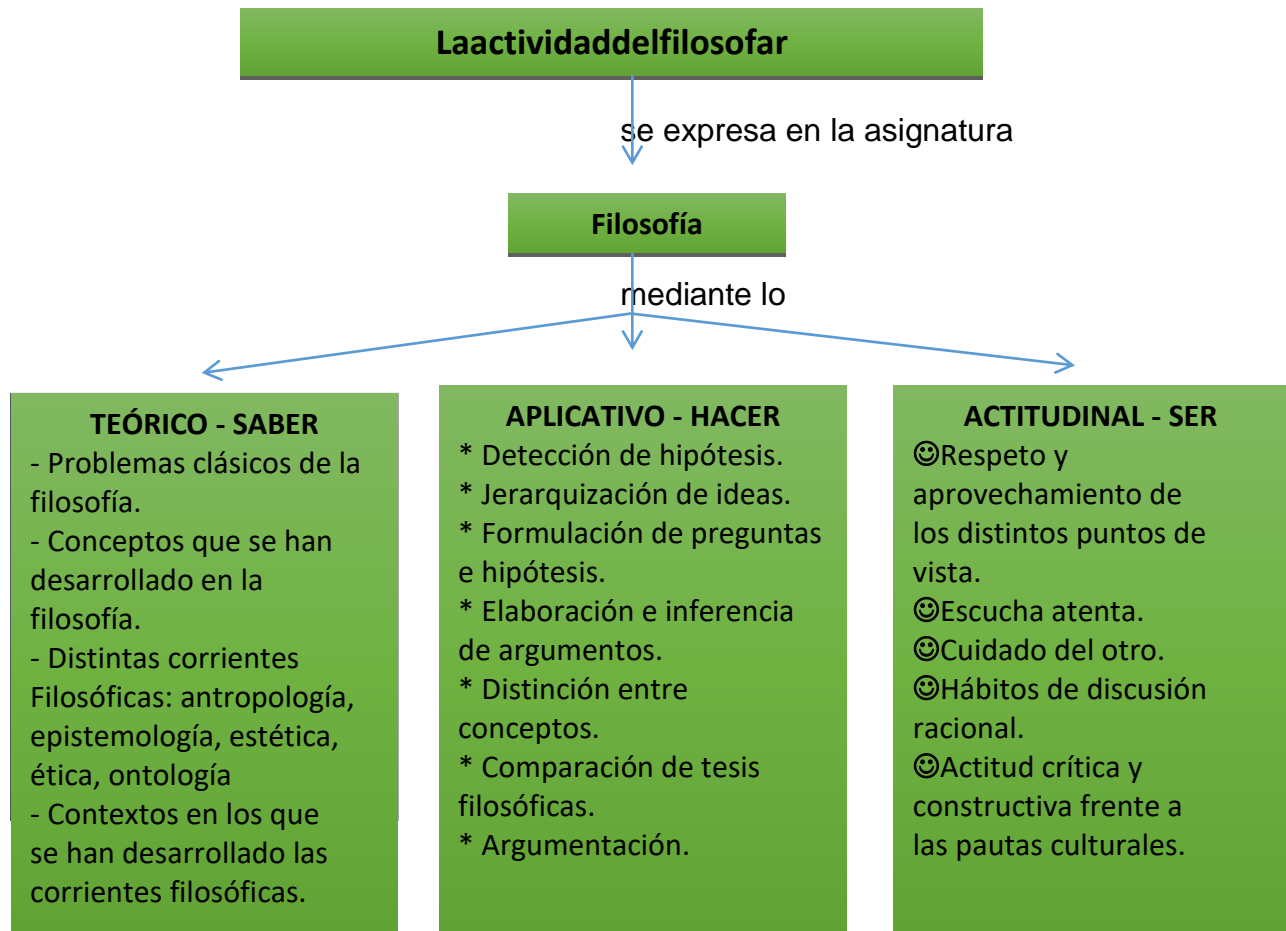 Laactividaddelfilosofar
se expresa en la asignatura
Filosofía
mediante lo
TEÓRICO - SABER
- Problemas clásicos de la
filosofía.
- Conceptos que se han
desarrollado en la
filosofía.
- Distintas corrientes
Filosóficas: antropología,
epistemología, estética,
ética, ontología
- Contextos en los que
se han desarrollado las
corrientes filosóficas.
APLICATIVO - HACER
* Detección de hipótesis.
* Jerarquización de ideas.
* Formulación de preguntas
e hipótesis.
* Elaboración e inferencia
de argumentos.
* Distinción entre
conceptos.
* Comparación de tesis
filosóficas.
* Argumentación.
ACTITUDINAL - SER
☺Respeto y
aprovechamiento de
los distintos puntos de
vista.
☺Escucha atenta.
☺Cuidado del otro.
☺Hábitos de discusión
racional.
☺Actitud crítica y
constructiva frente a
las pautas culturales.